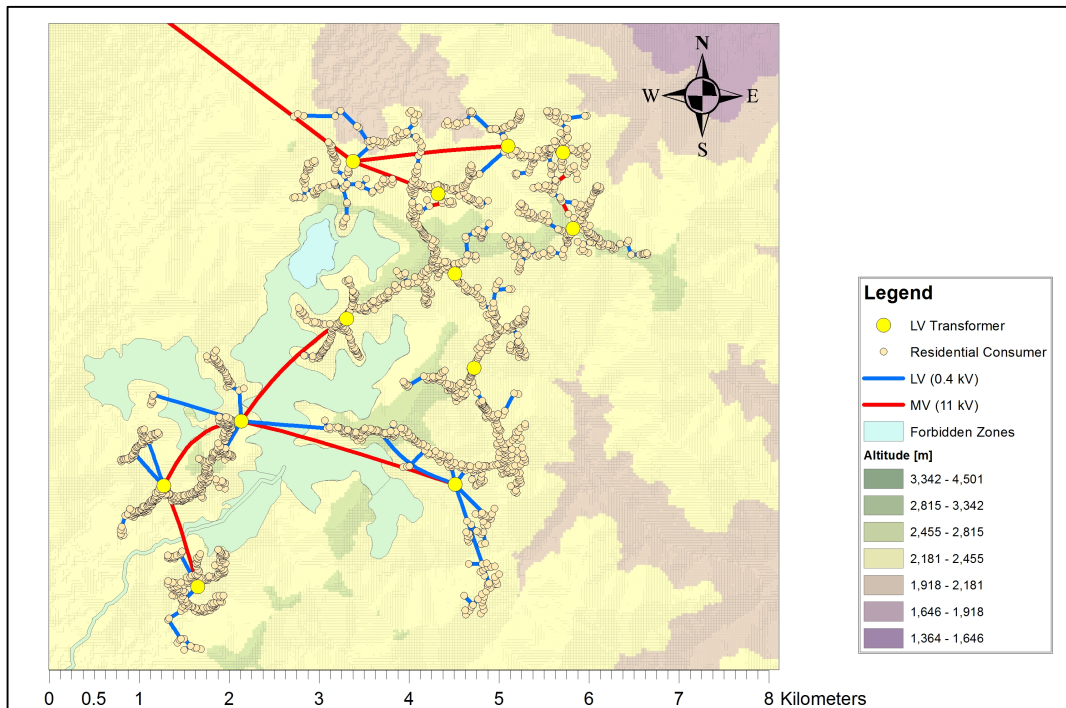 N
W E
S
Legend
LV Transformer
Residential Consumer
LV (0.4 kV)
MV (11 kV)
Forbidden Zones
Altitude [m]
3,342 - 4,501
2,815 - 3,342
2,455 - 2,815
2,181 - 2,455
1,918 - 2,181
1,646 - 1,918
1,364 - 1,646
0 0.5 1 2 3 4 5 6 7 8 Kilometers